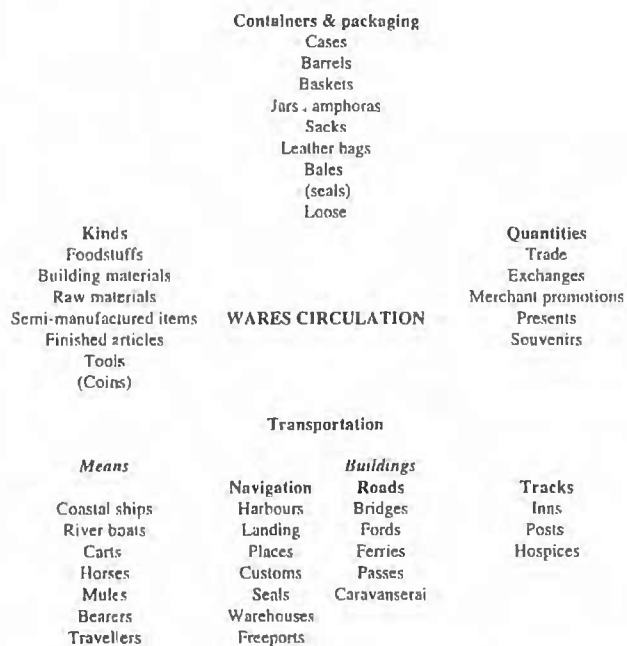 Containers & packaging
Cases
Barrels
Baskets
Jars, amphoras
Sacks
Leather bags
Bales
(seals)
Loose
Kinds
Foodstuffs
Building materials
Raw materials
Semi-manufactured items
Finished articles
Tools
(Coins)
WARES CIRCULATION
Quantities
Trade
Exchanges
Merchant promotions
Presents
Souvenirs
Transportation
Means
Coastal ships
River boats
Carts
Horses
Mules
Bearers
Travellers
Buildings
Navigation
Harbours
Landing
Places
Customs
Seals
Warehouses
Freeports
Roads
Bridges
Fords
Ferries
Passes
Caravanserai
Tracks
Inns
Posts
Hospices